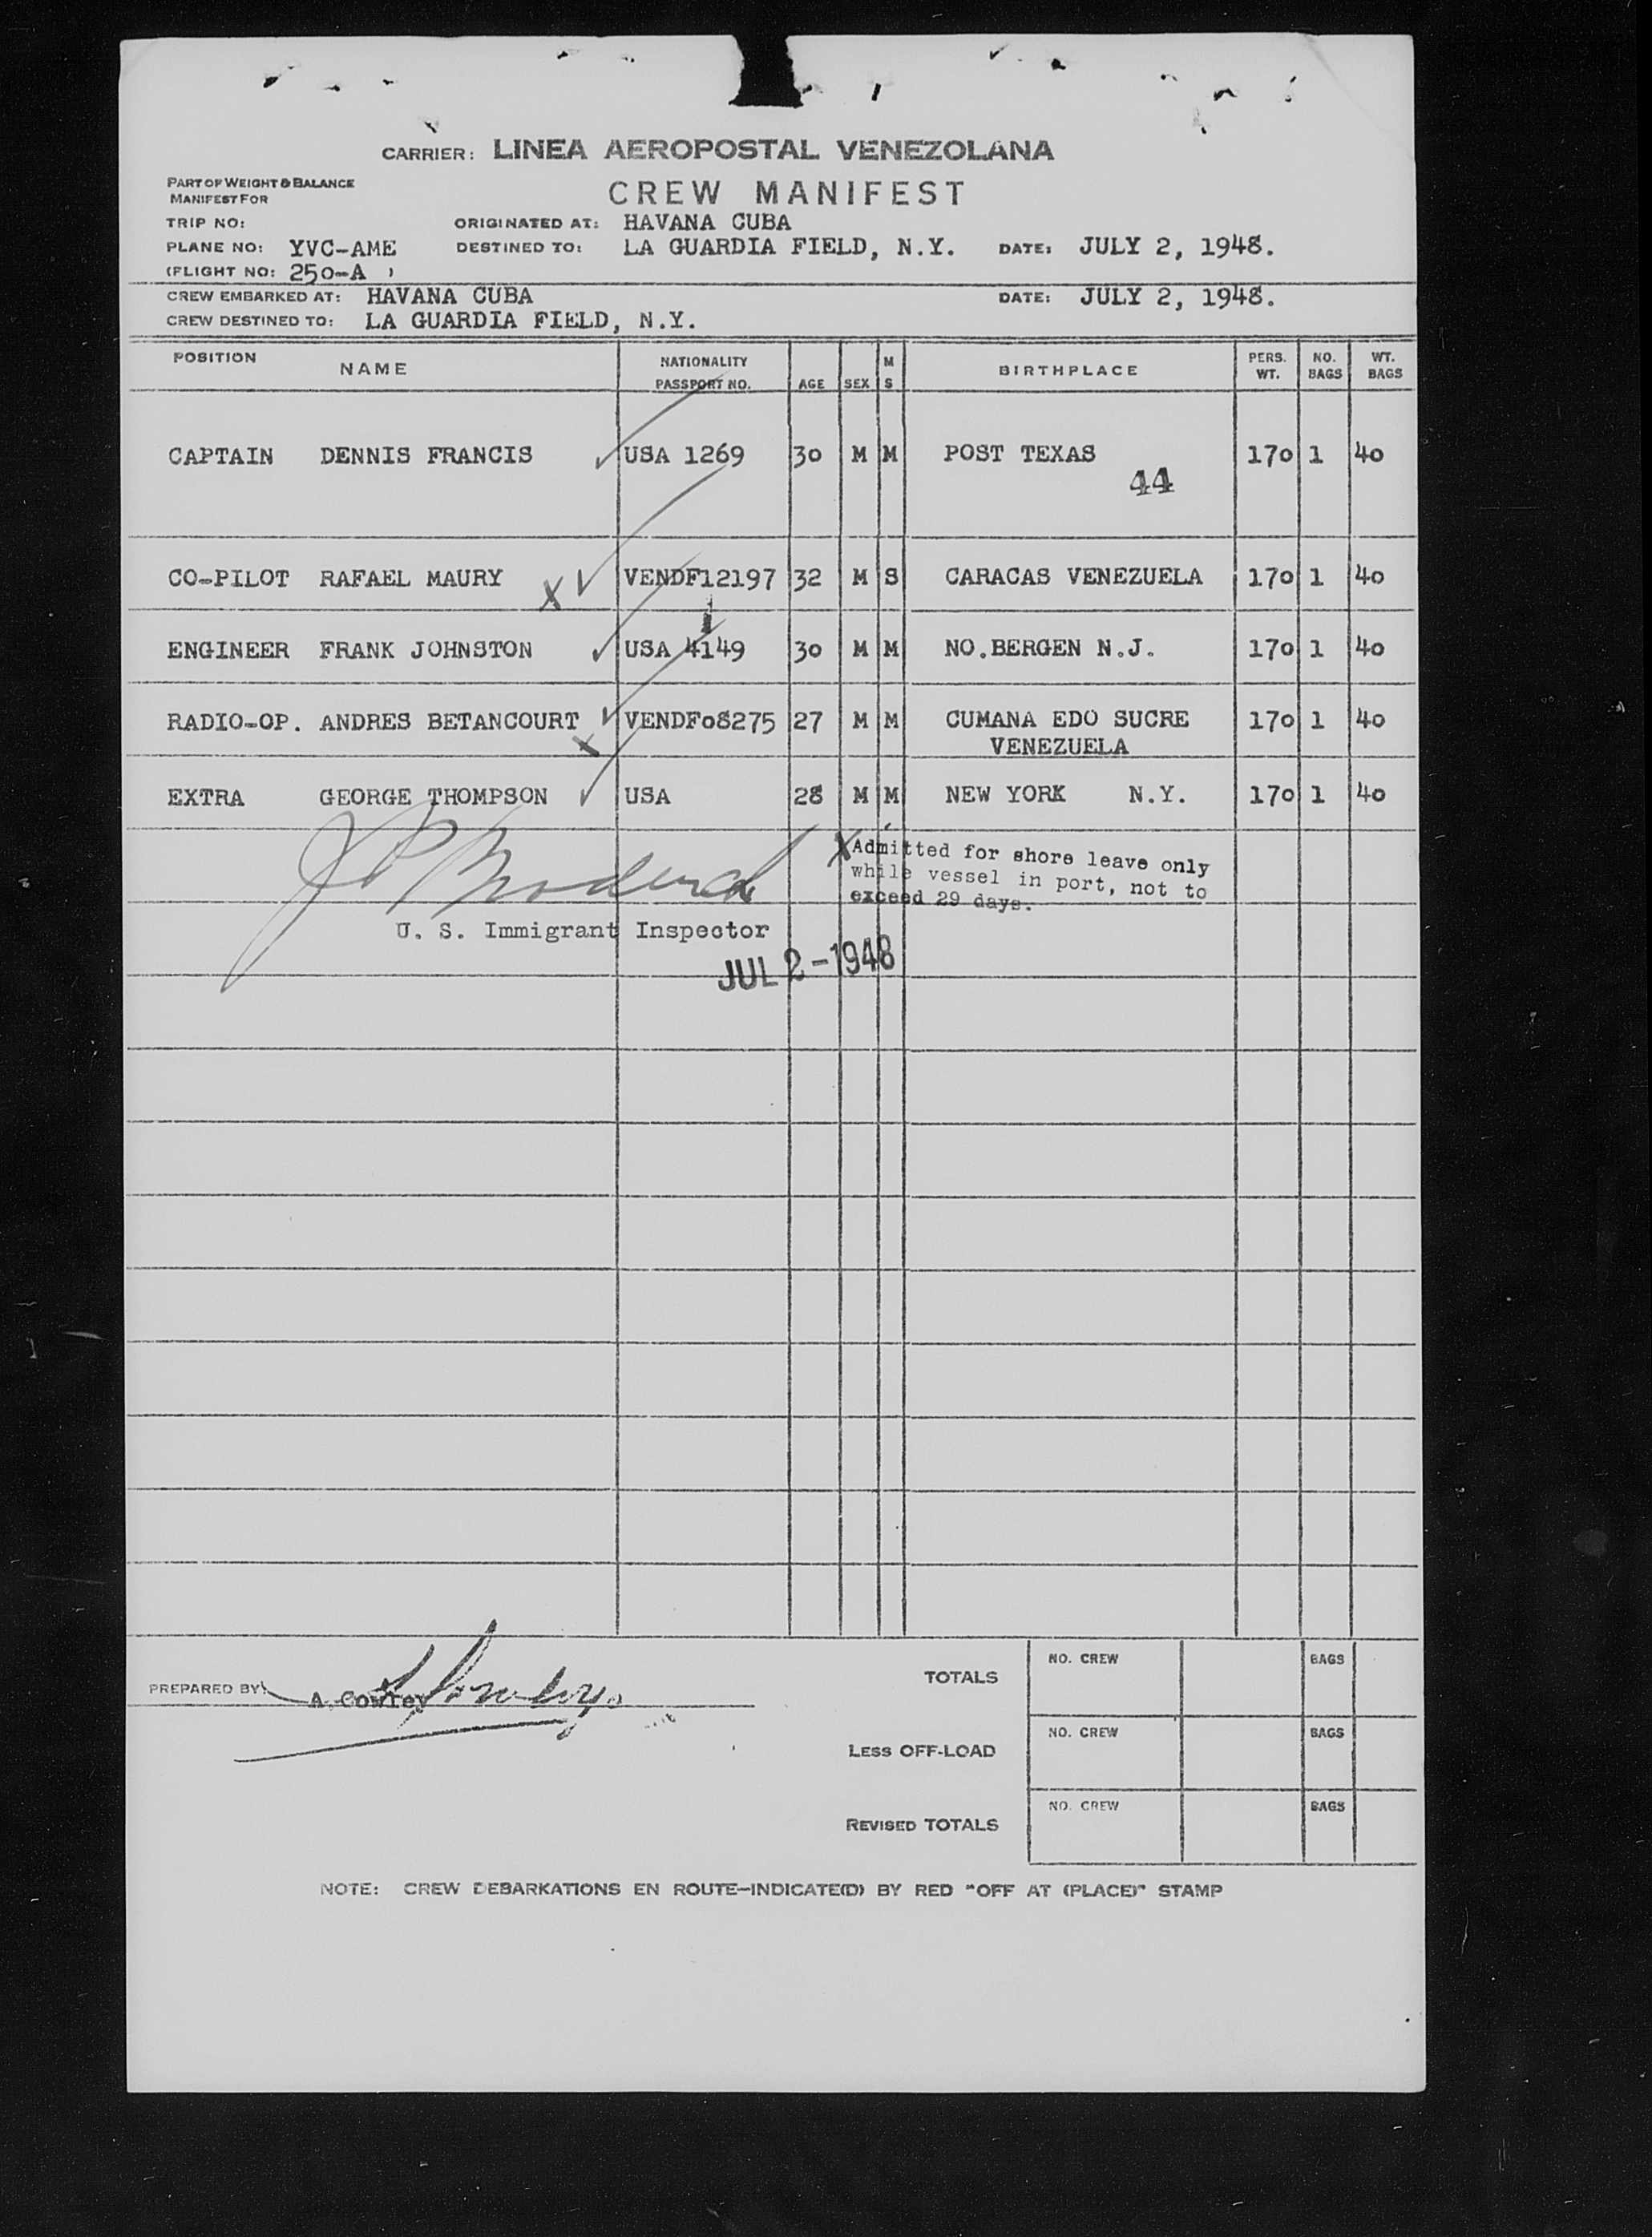 CARRIER: LINEA AEROPOSTAL VENEZOLANA
PART OF WEIGHT & BALANCE
MANIFEST FOR
CREW MANIFEST
TRIP NO: ORIGINATED AT: HAVANA CUBA
PLANE NO: YVC-AME DESTINED TO: LA GUARDIA FIELD, N.Y. DATE: JULY 2, 1948.
(FLIGHT NO: 250-A )
CREW EMBARKED AT: HAVANA CUBA DATE: JULY 2, 1948.
CREW DESTINED TO: LA GUARDIA FIELD, N.Y.
POSITION NAME NATIONALITY PASSPORT NO. AGE SEX M S BIRTHPLACE PERS. WT. NO. BAGS WT. BAGS
CAPTAIN DENNIS FRANCIS ✓ USA 1269 30 M M POST TEXAS 170 1 40
44
CO-PILOT RAFAEL MAURY X ✓ VENDF12197 32 M S CARACAS VENEZUELA 170 1 40
ENGINEER FRANK JOHNSTON ✓ USA 4149 30 M M NO.BERGEN N.J. 170 1 40
RADIO-OP. ANDRES BETANCOURT X ✓ VENDF08275 27 M M CUMANA EDO SUCRE 170 1 40
VENEZUELA
EXTRA GEORGE THOMPSON ✓ USA 28 M M NEW YORK N.Y. 170 1 40
X Admitted for shore leave only
while vessel in port, not to
exceed 29 days.
U. S. Immigrant Inspector
JUL 2-1948
PREPARED BY: A. Cowley
TOTALS NO. CREW BAGS
LESS OFF-LOAD NO. CREW BAGS
REVISED TOTALS NO. CREW BAGS
NOTE: CREW DEBARKATIONS EN ROUTE-INDICATE(D) BY RED "OFF AT (PLACE)" STAMP